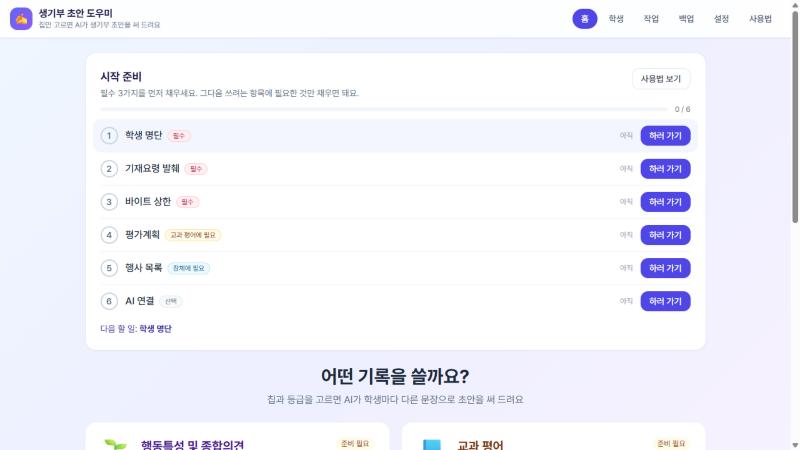 생기부 초안 도우미
칩만 고르면 AI가 생기부 초안을 써 드려요
홈 학생 작업 백업 설정 사용법
시작 준비
필수 3가지를 먼저 채우세요. 그다음 쓰려는 항목에 필요한 것만 채우면 돼요.
사용법 보기
0 / 6
1 학생 명단 필수 아직 하러 가기
2 기재요령 발췌 필수 아직 하러 가기
3 바이트 상한 필수 아직 하러 가기
4 평가계획 교과 평어에 필요 아직 하러 가기
5 행사 목록 창체에 필요 아직 하러 가기
6 AI 연결 선택 아직 하러 가기
다음 할 일: 학생 명단
어떤 기록을 쓸까요?
칩과 등급을 고르면 AI가 학생마다 다른 문장으로 초안을 써 드려요
행동특성 및 종합의견 준비 필요
교과 평어 준비 필요